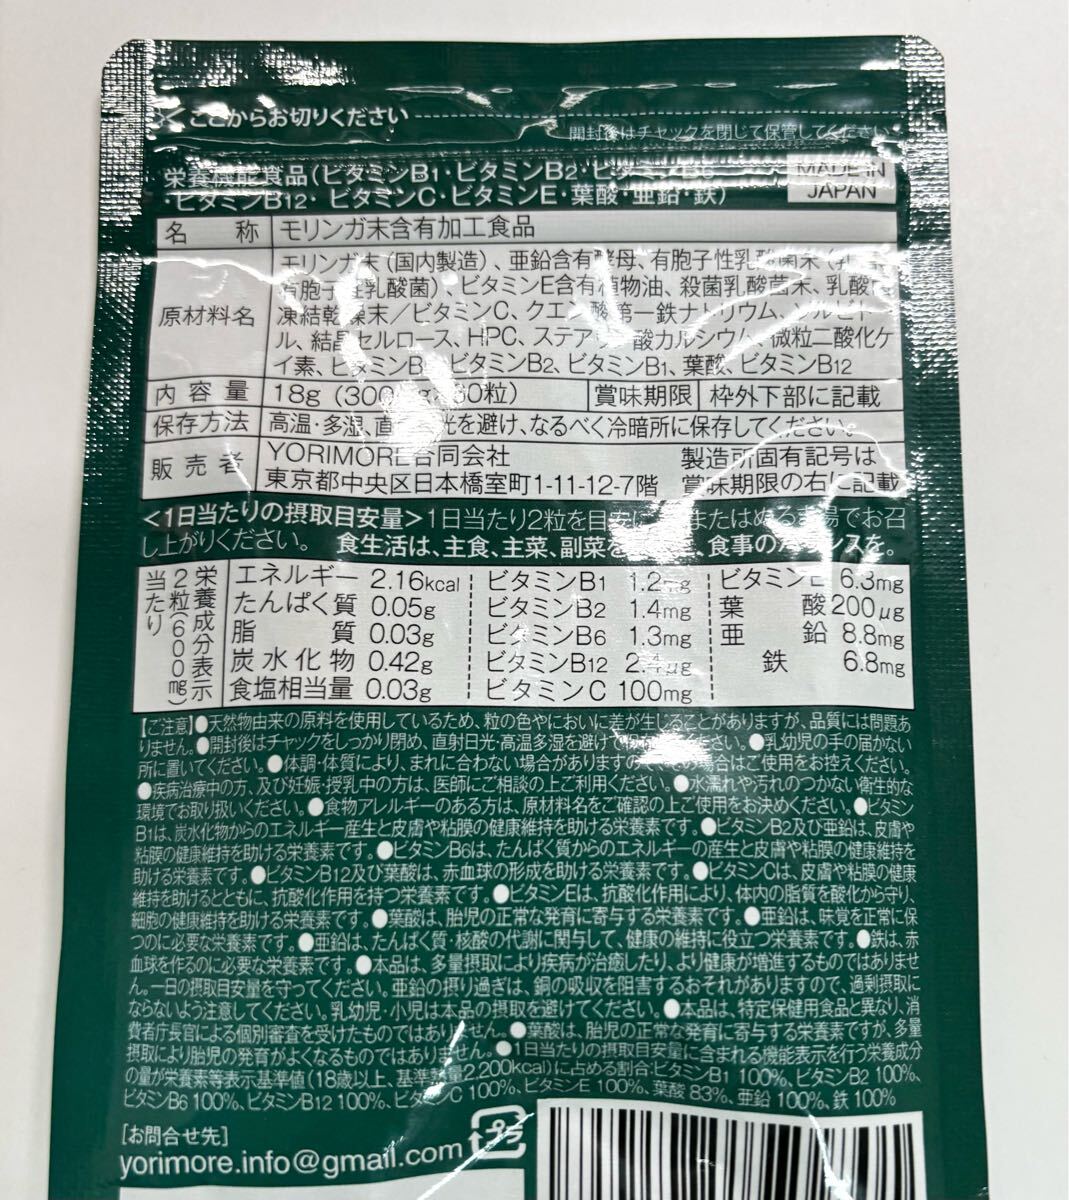 ここからお切りください
開封後はチャックを閉じて保管してください
栄養機能食品(ビタミンB1・ビタミンB2・ビタミンB6
・ビタミンB12・ビタミンC・ビタミンE・葉酸・亜鉛・鉄)
MADE IN
JAPAN
名称 モリンガ末含有加工食品
原材料名
モリンガ末(国内製造)、亜鉛含有酵母、有胞子性乳酸菌末(
有胞子性乳酸菌)、ビタミンE含有植物油、殺菌乳酸菌末、乳酸
凍結乾燥末/ビタミンC、クエン酸第一鉄ナトリウム、ソルビトー
ル、結晶セルロース、HPC、ステアリン酸カルシウム、微粒二酸化ケ
イ素、ビタミンB、ビタミンB2、ビタミンB1、葉酸、ビタミンB12
内容量 18g(300mg×60粒) 賞味期限 枠外下部に記載
保存方法 高温・多湿、直射日光を避け、なるべく冷暗所に保存してください。
販売者
YORIMORE合同会社 製造所固有記号は
東京都中央区日本橋室町1-11-12-7階 賞味期限の右に記載
<1日当たりの摂取目安量>1日当たり2粒を目安に、またはぬるま湯でお召
し上がりください。 食生活は、主食、主菜、副菜を基本に、食事のバランスを。
栄養成分表示
2粒(600mg)
当たり
エネルギー 2.16kcal ビタミンB1 1.2mg ビタミンE 6.3mg
たんぱく質 0.05g ビタミンB2 1.4mg 葉酸 200μg
脂質 0.03g ビタミンB6 1.3mg 亜鉛 8.8mg
炭水化物 0.42g ビタミンB12 2.4μg 鉄 6.8mg
食塩相当量 0.03g ビタミンC 100mg
【ご注意】●天然物由来の原料を使用しているため、粒の色やにおいに差が生じることがありますが、品質には問題あ
りません。●開封後はチャックをしっかり閉め、直射日光・高温多湿を避けて保存してください。●乳幼児の手の届かない
所に置いてください。●体調・体質により、まれに合わない場合があります。その場合はご使用をお控えください。
●疾病治療中の方、及び妊娠・授乳中の方は、医師にご相談の上ご利用ください。●水濡れや汚れのつかない衛生的な
環境でお取り扱いください。●食物アレルギーのある方は、原材料名をご確認の上ご使用をお決めください。●ビタミン
B1は、炭水化物からのエネルギー産生と皮膚や粘膜の健康維持を助ける栄養素です。●ビタミンB2及び亜鉛は、皮膚や
粘膜の健康維持を助ける栄養素です。●ビタミンB6は、たんぱく質からのエネルギーの産生と皮膚や粘膜の健康維持を
助ける栄養素です。●ビタミンB12及び葉酸は、赤血球の形成を助ける栄養素です。●ビタミンCは、皮膚や粘膜の健康
維持を助けるとともに、抗酸化作用を持つ栄養素です。●ビタミンEは、抗酸化作用により、体内の脂質を酸化から守り、
細胞の健康維持を助ける栄養素です。●葉酸は、胎児の正常な発育に寄与する栄養素です。●亜鉛は、味覚を正常に保
つのに必要な栄養素です。●亜鉛は、たんぱく質・核酸の代謝に関与して、健康の維持に役立つ栄養素です。●鉄は、赤
血球を作るのに必要な栄養素です。●本品は、多量摂取により疾病が治癒したり、より健康が増進するものではありませ
ん。一日の摂取目安量を守ってください。亜鉛の摂り過ぎは、銅の吸収を阻害するおそれがありますので、過剰摂取に
ならないよう注意してください。乳幼児・小児は本品の摂取を避けてください。●本品は、特定保健用食品と異なり、消
費者庁長官による個別審査を受けたものではありません。●葉酸は、胎児の正常な発育に寄与する栄養素ですが、多量
摂取により胎児の発育がよくなるものではありません。●1日当たりの摂取目安量に含まれる機能表示を行う栄養成分
の量が栄養素等表示基準値(18歳以上、基準熱量2,200kcal)に占める割合:ビタミンB1 100%、ビタミンB2 100%、
ビタミンB6 100%、ビタミンB12 100%、ビタミンC 100%、ビタミンE 100%、葉酸 83%、亜鉛 100%、鉄 100%
[お問合せ先]
yorimore.info@gmail.com
プラ